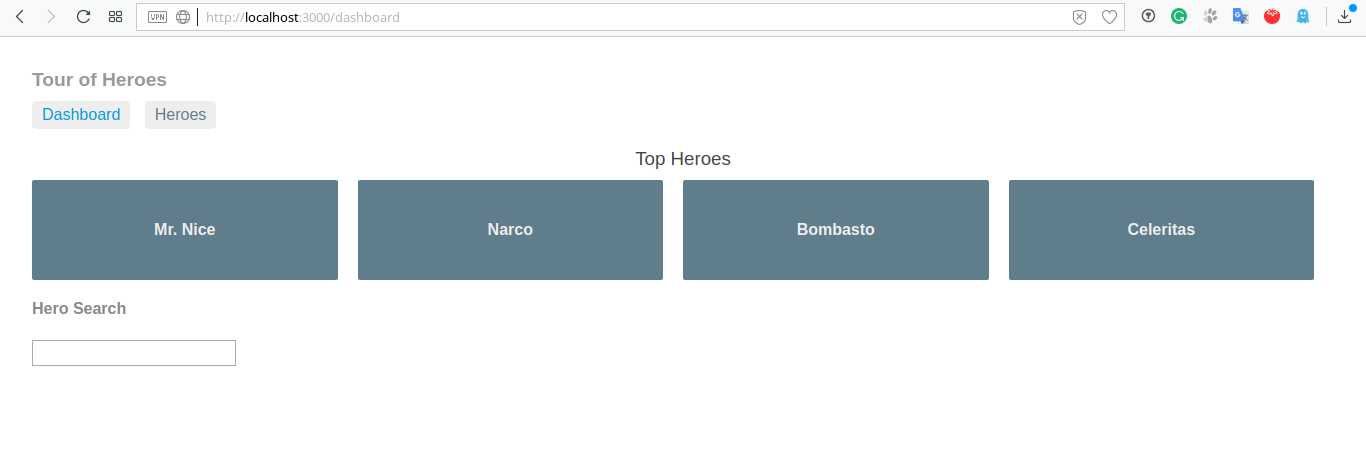 VPN http://localhost:3000/dashboard
Tour of Heroes
Dashboard Heroes
Top Heroes
Mr. Nice Narco Bombasto Celeritas
Hero Search